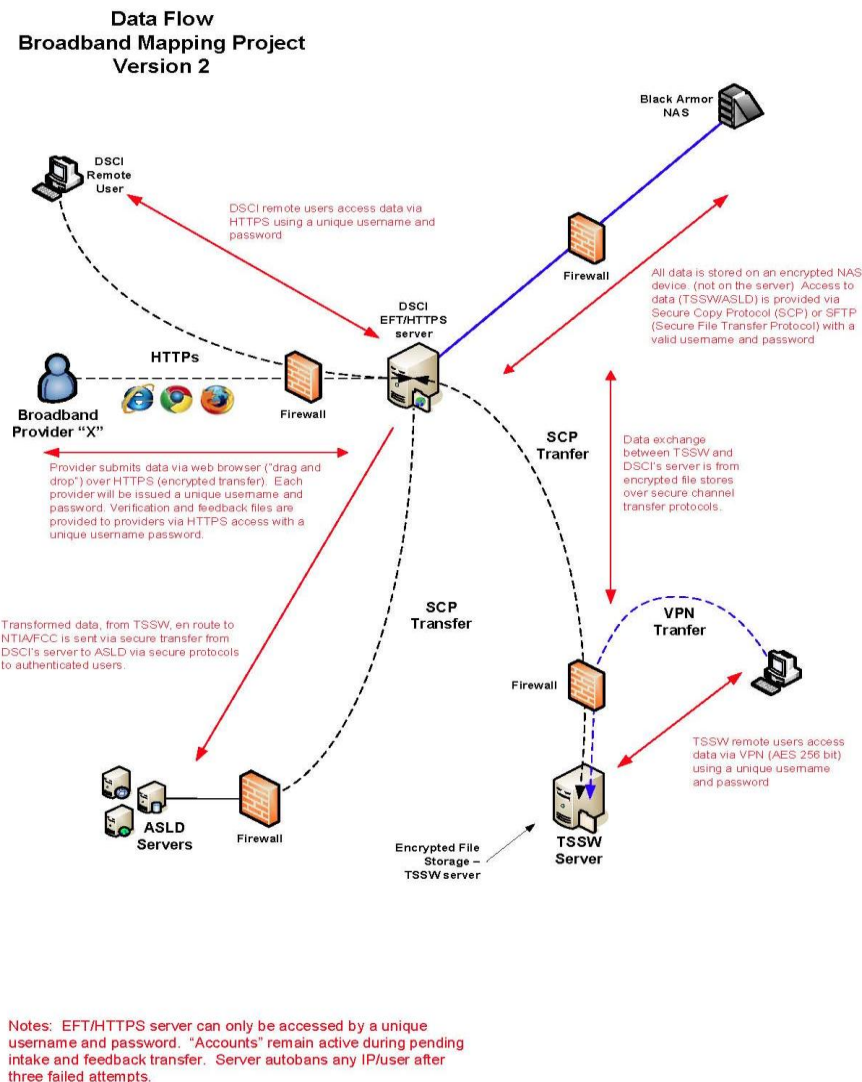 Data Flow
Broadband Mapping Project
Version 2
Black Armor
NAS
DSCI
Remote
User
DSCI remote users access data via
HTTPS using a unique username and
password
Firewall
All data is stored on an encrypted NAS
device. (not on the server)  Access to
data (TSSW/ASLD) is provided via
Secure Copy Protocol (SCP) or SFTP
(Secure File Transfer Protocol) with a
valid username and password
DSCI
EFT/HTTPS
server
HTTPs
Firewall
Broadband
Provider “X”
SCP
Tranfer
Data exchange
between TSSW and
DSCI's server is from
encrypted file stores
over secure channel
transfer protocols.
Provider submits data via web browser (“drag and
drop”) over HTTPS (encrypted transfer).  Each
provider will be issued a unique username and
password. Verification and feedback files are
provided to providers via HTTPS access with a
unique username password.
SCP
Transfer
VPN
Tranfer
Transformed data, from TSSW, en route to
NTIA/FCC is sent via secure transfer from
DSCI's server to ASLD via secure protocols
to authenticated users.
Firewall
TSSW remote users access
data via VPN (AES 256 bit)
using a unique username
and password
ASLD
Servers
Firewall
Encrypted File
Storage –
TSSW server
TSSW
Server
Notes:  EFT/HTTPS server can only be accessed by a unique
username and password.  “Accounts” remain active during pending
intake and feedback transfer.  Server autobans any IP/user after
three failed attempts.